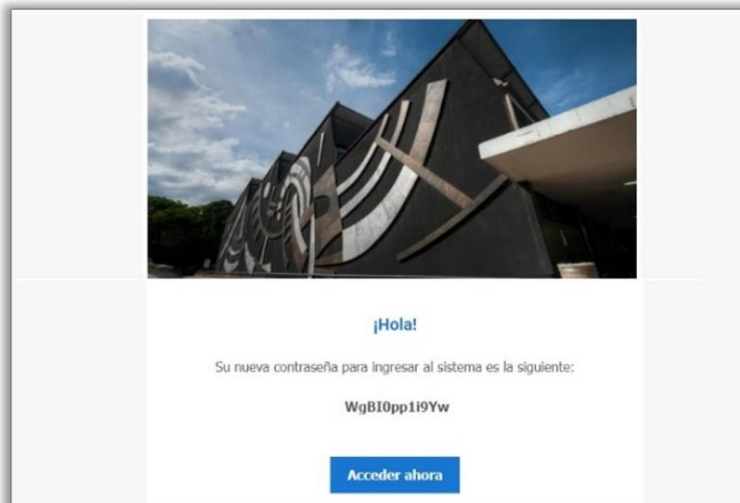 ¡Hola!
Su nueva contraseña para ingresar al sistema es la siguiente:
WgBI0pp1i9Yw
Acceder ahora